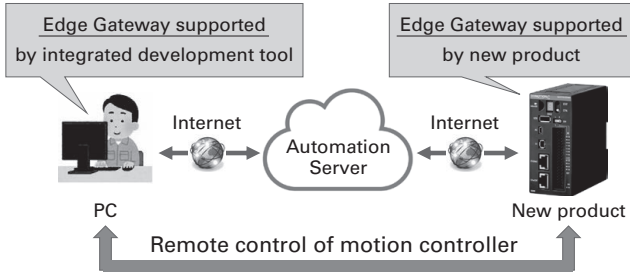 Edge Gateway supported
by integrated development tool
Edge Gateway supported
by new product
Internet
Automation
Server
Internet
PC
New product
Remote control of motion controller